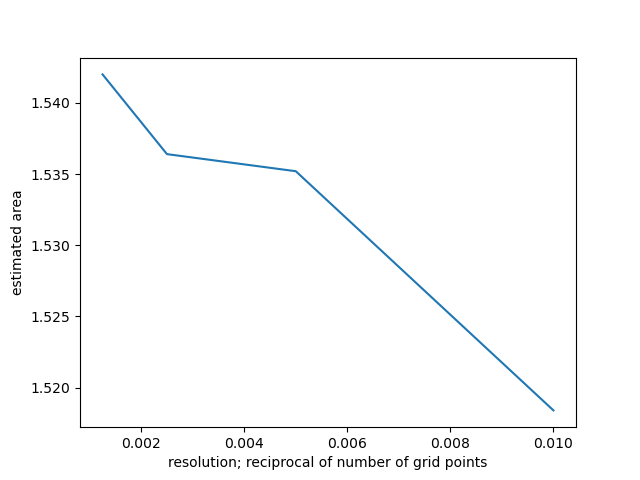 1.540
1.535
1.530
1.525
1.520
estimated area
0.002 0.004 0.006 0.008 0.010
resolution; reciprocal of number of grid points